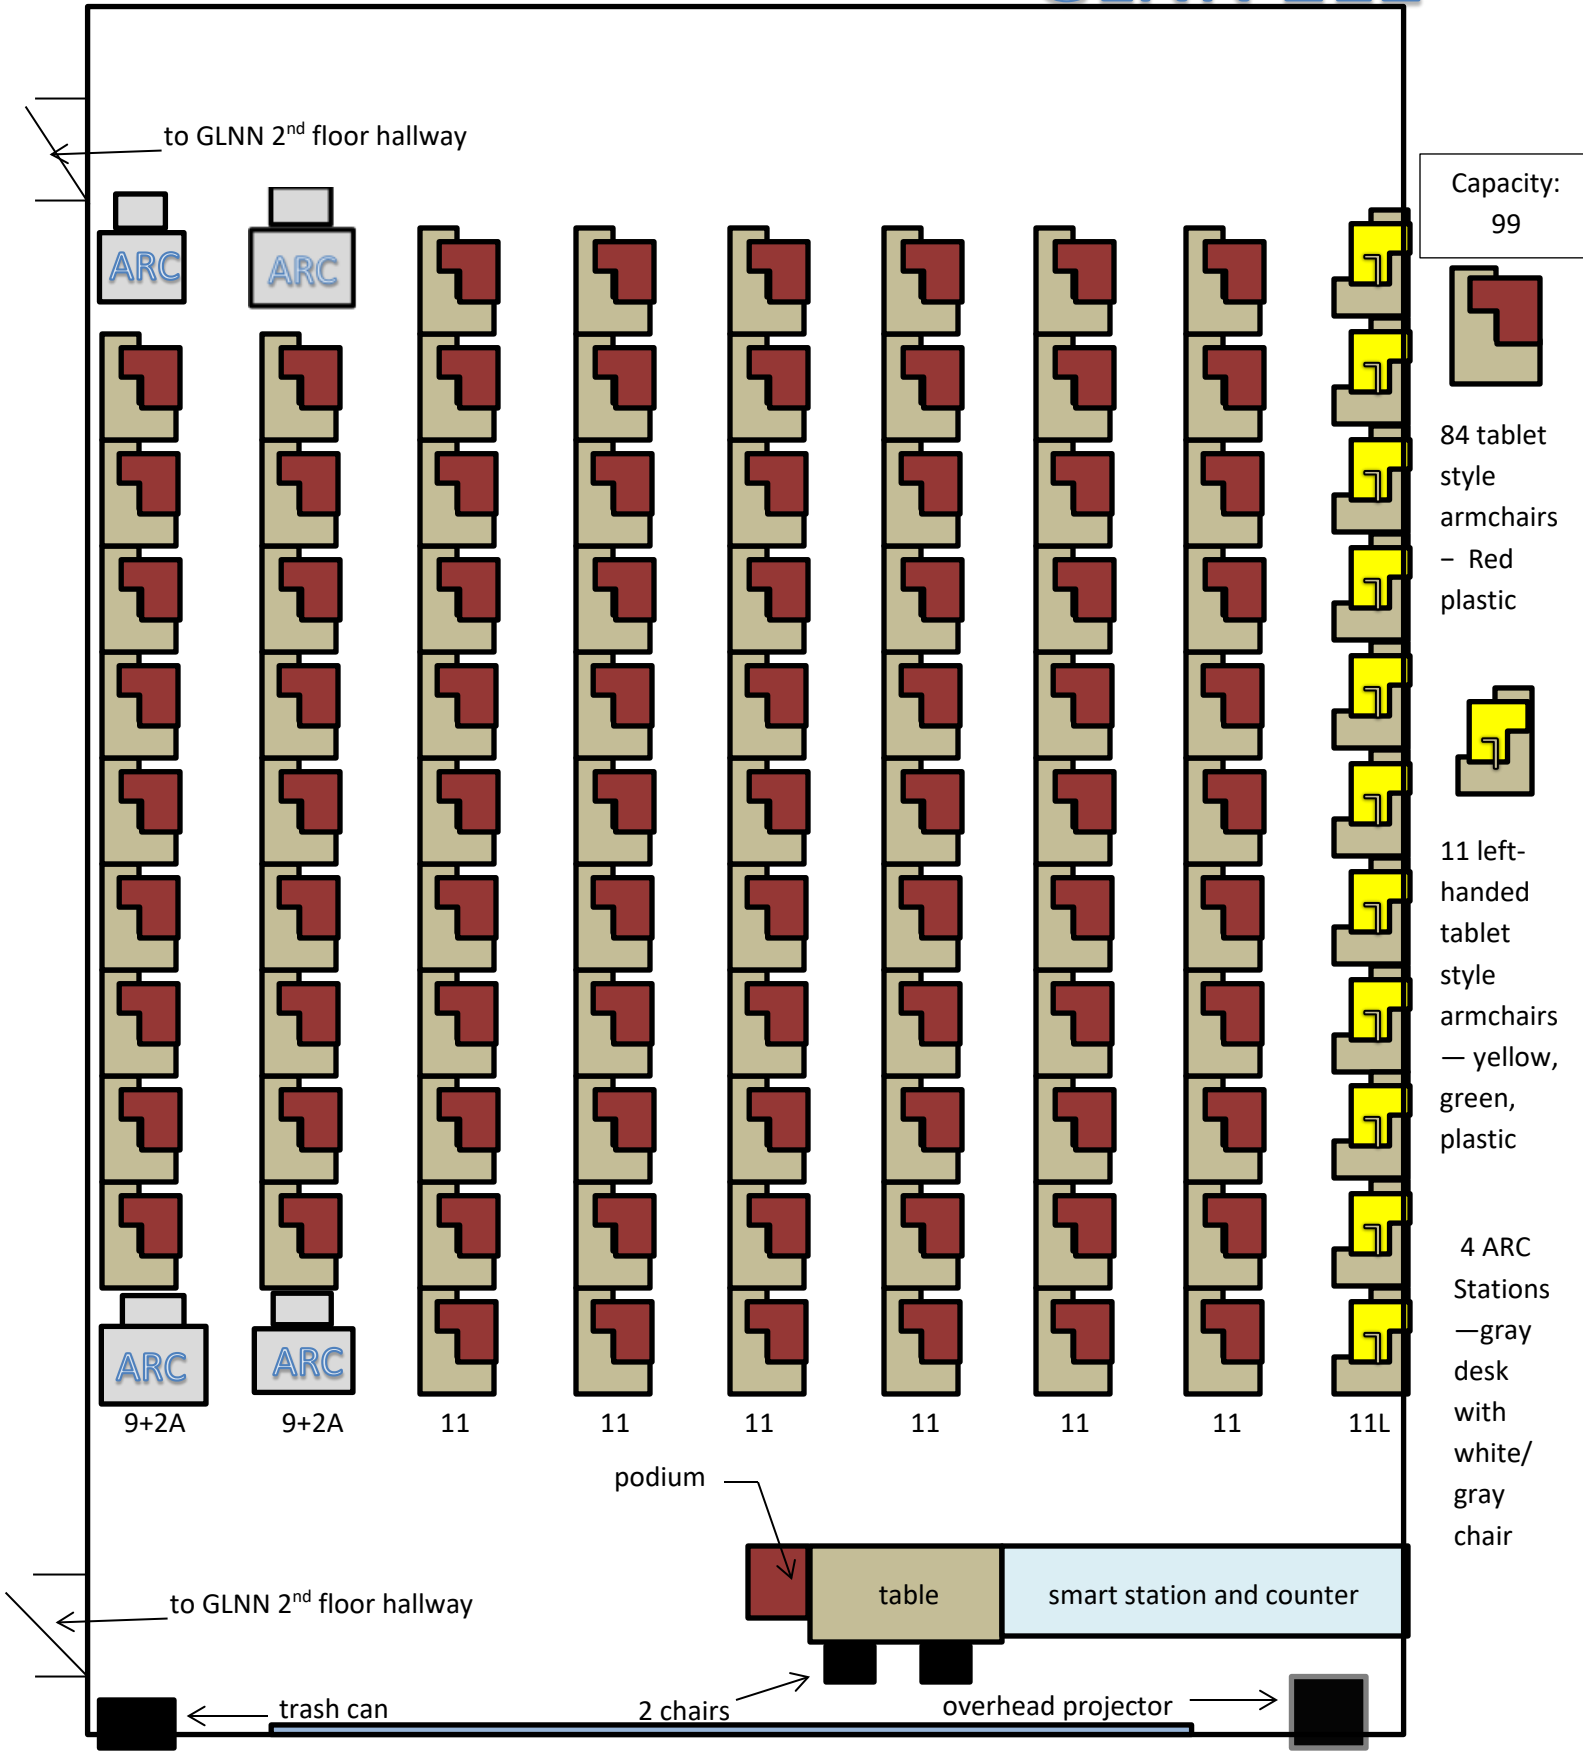 to GLNN 2nd floor hallway
Capacity:
99
ARC
ARC
84 tablet
style
armchairs
– Red
plastic
11 left-
handed
tablet
style
armchairs
— yellow,
green,
plastic
4 ARC
Stations
—gray
desk
with
white/
gray
chair
ARC
ARC
9+2A
9+2A
11
11
11
11
11
11
11L
podium
table
smart station and counter
to GLNN 2nd floor hallway
trash can
2 chairs
overhead projector